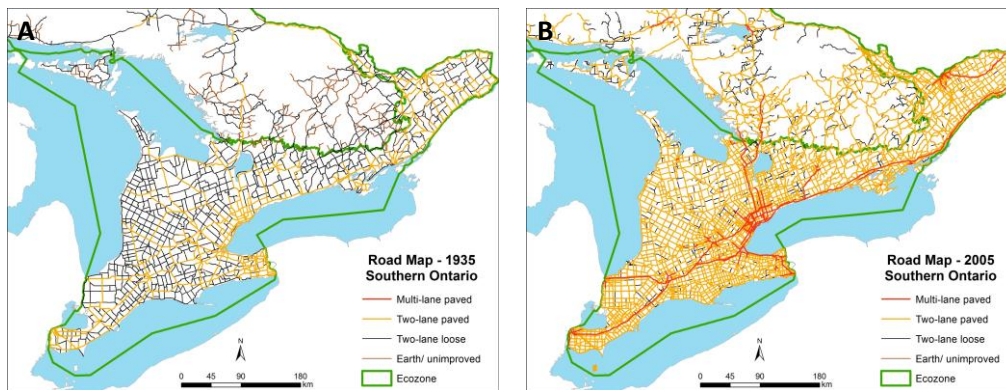 A
Road Map - 1935
Southern Ontario
Multi-lane paved
Two-lane paved
Two-lane loose
Earth/ unimproved
Ecozone
N
180 90 0 180
km
B
Road Map - 2005
Southern Ontario
Multi-lane paved
Two-lane paved
Two-lane loose
Earth/ unimproved
Ecozone
N
180 90 0 180
km